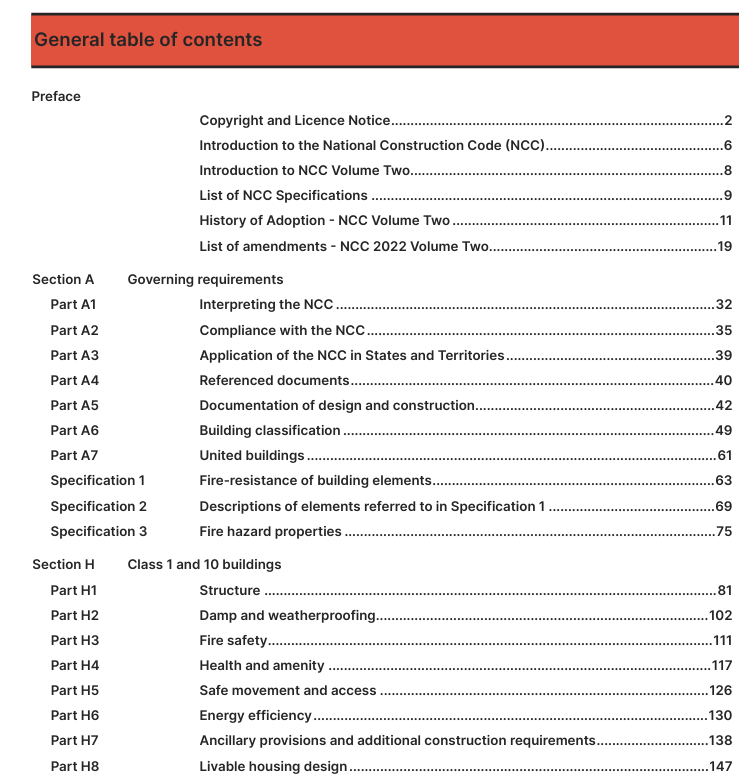 General table of contents
Preface
Copyright and Licence Notice....................2
Introduction to the National Construction Code (NCC)....................6
Introduction to NCC Volume Two....................8
List of NCC Specifications ....................9
History of Adoption - NCC Volume Two ....................11
List of amendments - NCC 2022 Volume Two....................19
Section A Governing requirements
Part A1 Interpreting the NCC ....................32
Part A2 Compliance with the NCC ....................35
Part A3 Application of the NCC in States and Territories ....................39
Part A4 Referenced documents....................40
Part A5 Documentation of design and construction....................42
Part A6 Building classification ....................49
Part A7 United buildings ....................61
Specification 1 Fire-resistance of building elements....................63
Specification 2 Descriptions of elements referred to in Specification 1 ....................69
Specification 3 Fire hazard properties ....................75
Section H Class 1 and 10 buildings
Part H1 Structure ....................81
Part H2 Damp and weatherproofing....................102
Part H3 Fire safety....................111
Part H4 Health and amenity ....................117
Part H5 Safe movement and access ....................126
Part H6 Energy efficiency....................130
Part H7 Ancillary provisions and additional construction requirements....................138
Part H8 Livable housing design ....................147